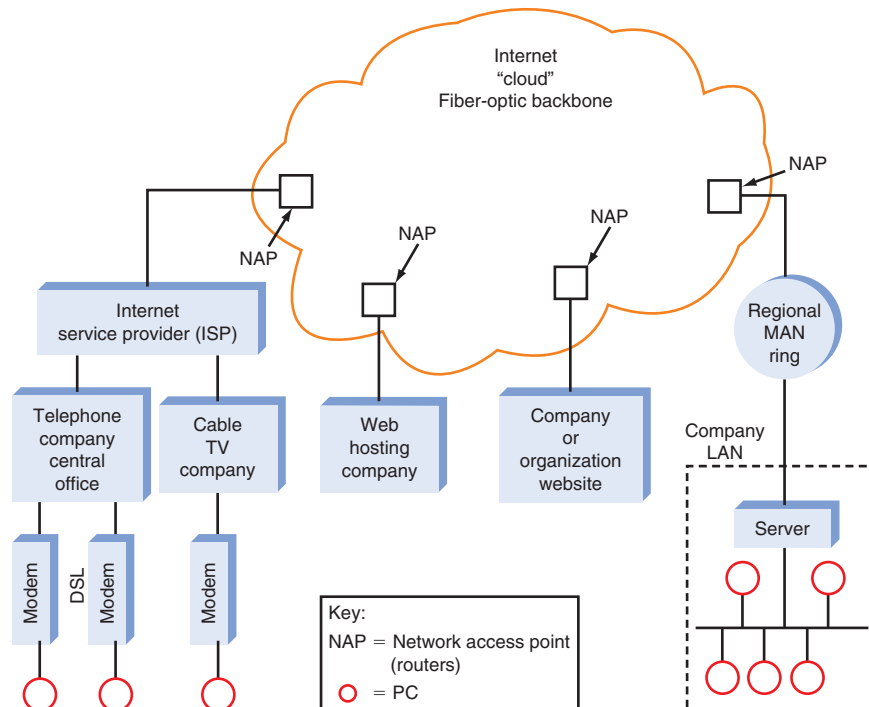 Internet
“cloud”
Fiber-optic backbone
NAP
NAP
NAP
NAP
Internet
service provider (ISP)
Regional
MAN
ring
Telephone
company
central
office
Cable
TV
company
Web
hosting
company
Company
or
organization
website
Company
LAN
Server
Modem
DSL
Modem
Modem
Key:
NAP = Network access point
(routers)
= PC